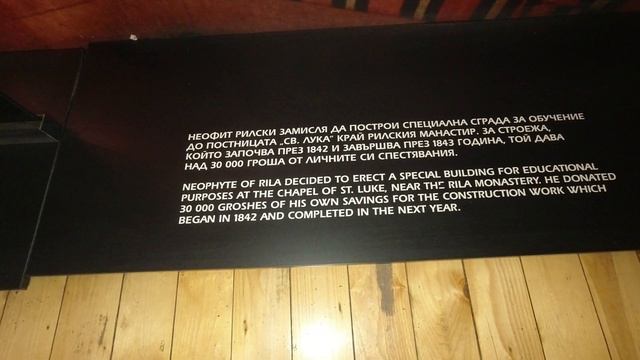 НЕОФИТ РИЛСКИ ЗАМИСЛЯ ДА ПОСТРОИ СПЕЦИАЛНА СГРАДА ЗА ОБУЧЕНИЕ
ДО ПОСТНИЦАТА „СВ. ЛУКА" КРАЙ РИЛСКИЯ МАНАСТИР. ЗА СТРОЕЖА,
КОЙТО ЗАПОЧВА ПРЕЗ 1842 И ЗАВЪРШВА ПРЕЗ 1843 ГОДИНА, ТОЙ ДАВА
НАД 30 000 ГРОША ОТ ЛИЧНИТЕ СИ СПЕСТЯВАНИЯ.
NEOPHYTE OF RILA DECIDED TO ERECT A SPECIAL BUILDING FOR EDUCATIONAL
PURPOSES AT THE CHAPEL OF ST. LUKE, NEAR THE RILA MONASTERY. HE DONATED
30 000 GROSHES OF HIS OWN SAVINGS FOR THE CONSTRUCTION WORK WHICH
BEGAN IN 1842 AND COMPLETED IN THE NEXT YEAR.